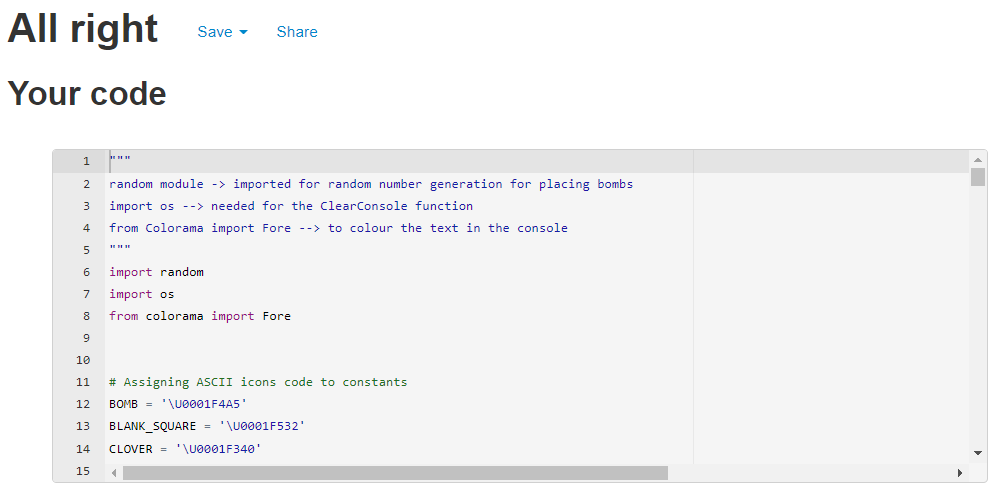 All right Save Share
Your code
1 """
2 random module -> imported for random number generation for placing bombs
3 import os --> needed for the ClearConsole function
4 from Colorama import Fore --> to colour the text in the console
5 """
6 import random
7 import os
8 from colorama import Fore
9
10
11 # Assigning ASCII icons code to constants
12 BOMB = '\U0001F4A5'
13 BLANK_SQUARE = '\U0001F532'
14 CLOVER = '\U0001F340'
15